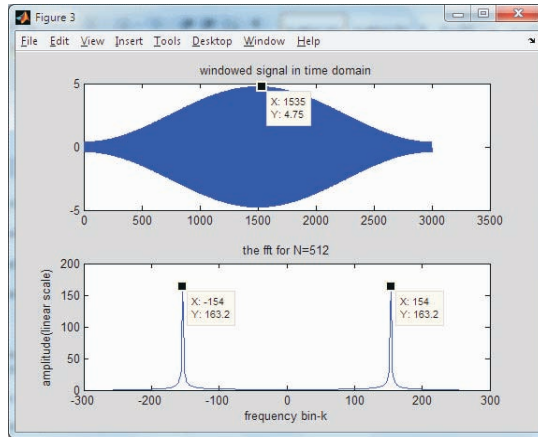 Figure 3
File Edit View Insert Tools Desktop Window Help
windowed signal in time domain
5
0
-5
X: 1535
Y: 4.75
0 500 1000 1500 2000 2500 3000 3500
the fft for N=512
amplitude(linear scale)
200
150
100
50
0
X: -154
Y: 163.2
X: 154
Y: 163.2
-300 -200 -100 0 100 200 300
frequency bin-k